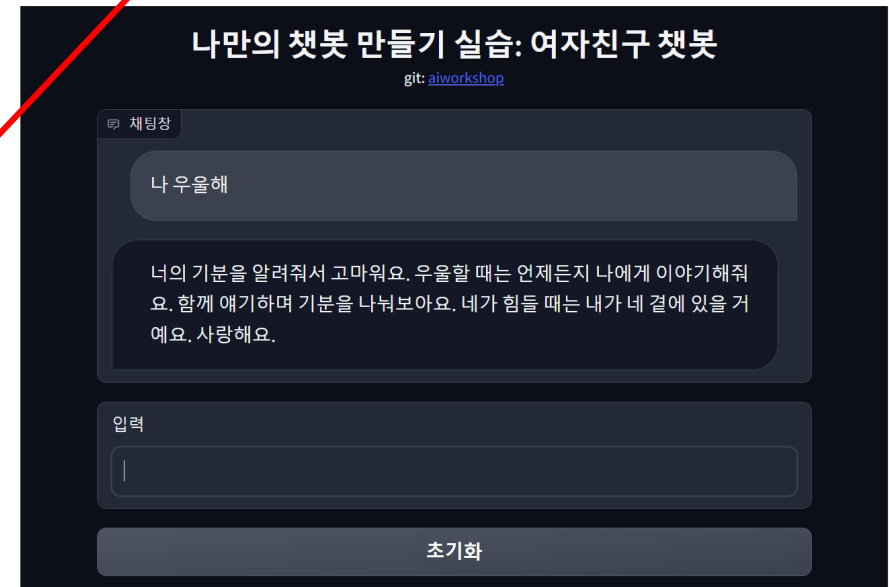 나만의 챗봇 만들기 실습: 여자친구 챗봇
git: aiworkshop
채팅창
나 우울해
너의 기분을 알려줘서 고마워요. 우울할 때는 언제든지 나에게 이야기해줘
요. 함께 얘기하며 기분을 나눠보아요. 네가 힘들 때는 내가 네 곁에 있을 거
예요. 사랑해요.
입력
초기화